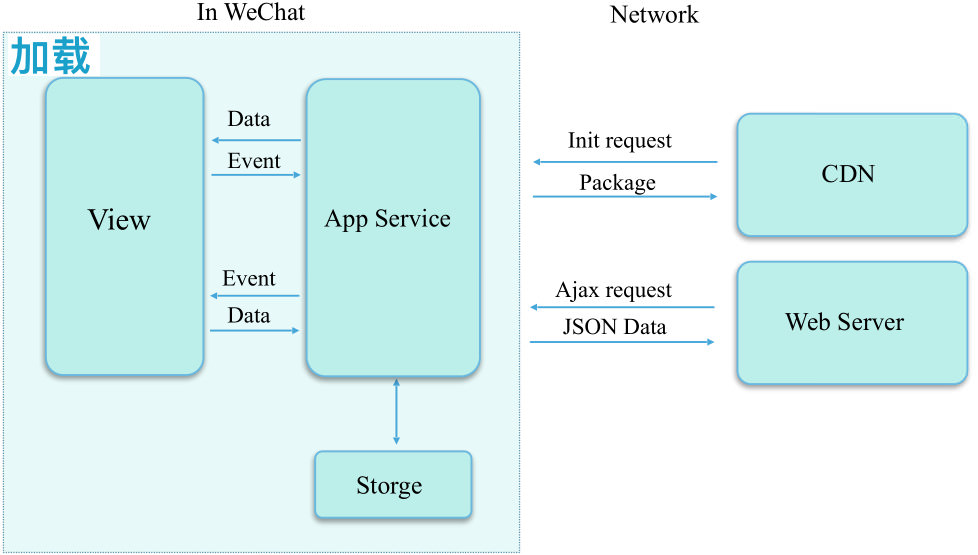 In WeChat
Network
加载
View
Data
Event
Event
Data
App Service
Storge
Init request
Package
CDN
Ajax request
JSON Data
Web Server